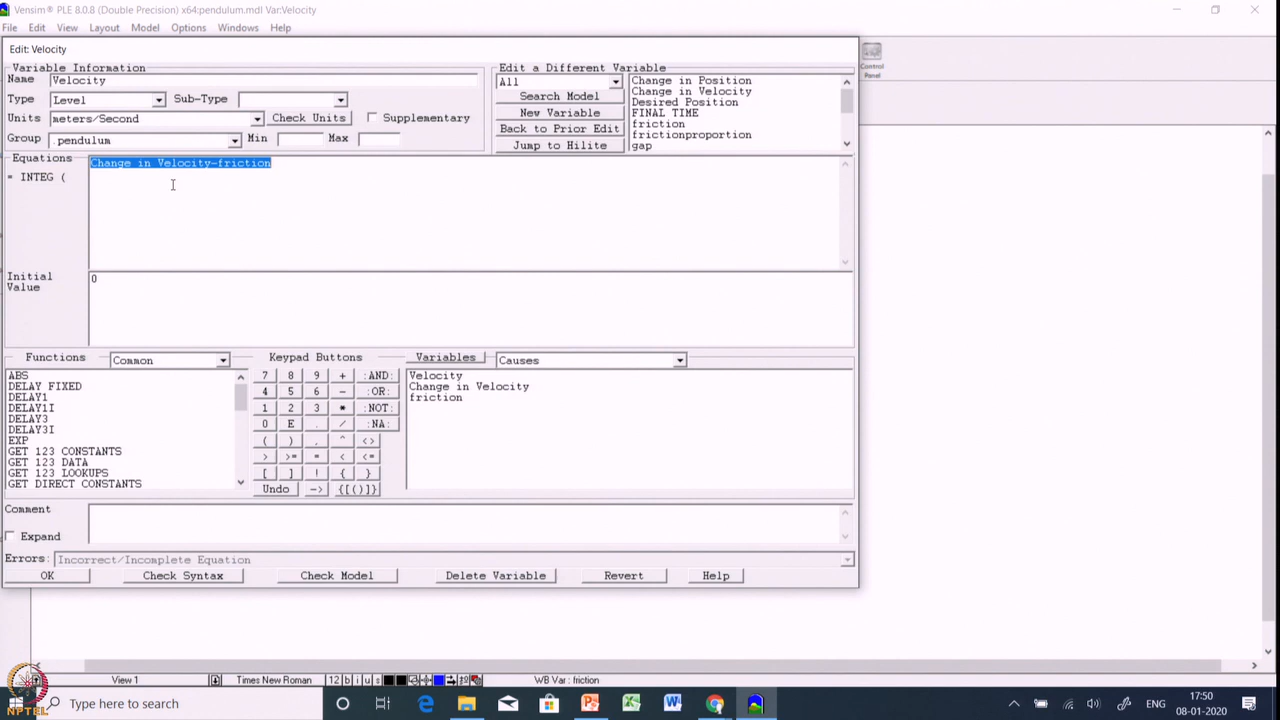 Vensim® PLE 8.0.8 (Double Precision) x64:pendulum.mdl Var:Velocity
File Edit View Layout Model Options Windows Help
Edit: Velocity
Control
Panel
Variable Information
Name Velocity
Type Level Sub-Type
Units meters/Second Check Units Supplementary
Group .pendulum Min Max
Edit a Different Variable
All
Search Model
New Variable
Back to Prior Edit
Jump to Hilite
Change in Position
Change in Velocity
Desired Position
FINAL TIME
friction
frictionproportion
gap
Equations
= INTEG (
Change in Velocity-friction
Initial
Value
0
Functions Common
ABS
DELAY FIXED
DELAY1
DELAY1I
DELAY3
DELAY3I
EXP
GET 123 CONSTANTS
GET 123 DATA
GET 123 LOOKUPS
GET DIRECT CONSTANTS
Keypad Buttons
7 8 9 + :AND:
4 5 6 - :OR:
1 2 3 * :NOT:
0 E . / :NA:
( ) , ^ <>
> >= = < <=
[ ] ! { }
Undo -> {[()]}
Variables Causes
Velocity
Change in Velocity
friction
Comment
Expand
Errors: Incorrect/Incomplete Equation
OK Check Syntax Check Model Delete Variable Revert Help
View 1 Times New Roman 12 b i u s WB Var : friction
Type here to search
ENG
17:50
08-01-2020
NPTEL